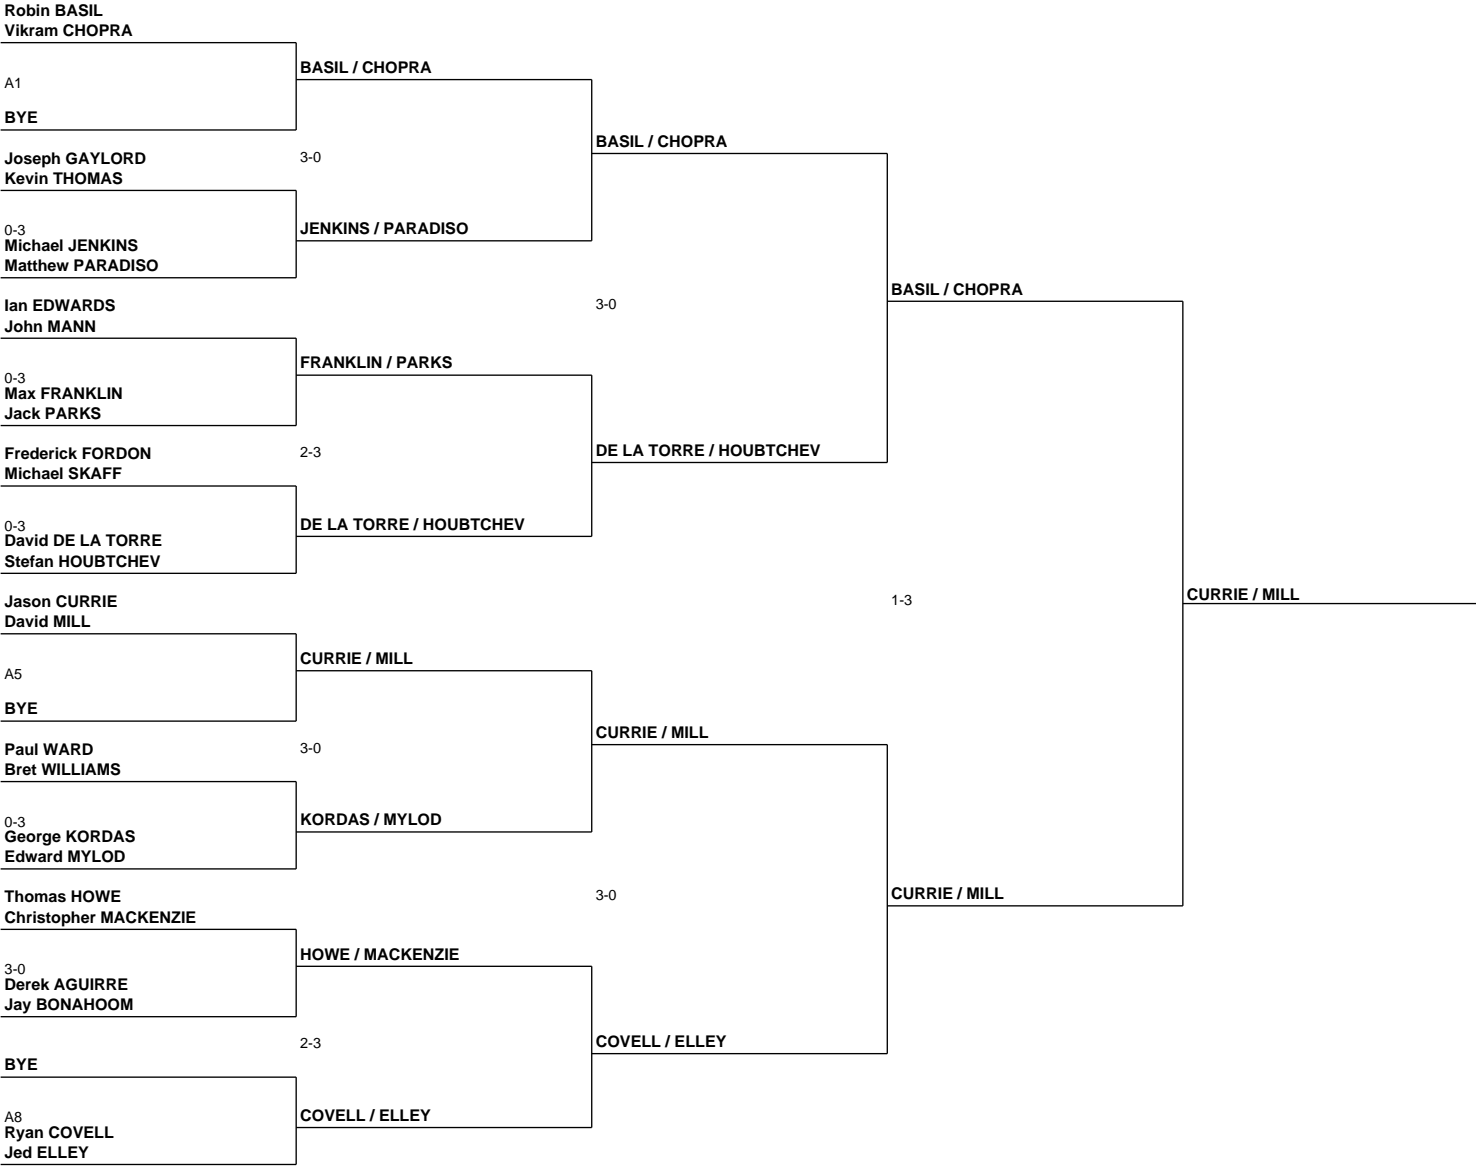 Robin BASIL
Vikram CHOPRA
BASIL / CHOPRA
A1
BYE
BASIL / CHOPRA
Joseph GAYLORD
3-0
Kevin THOMAS
0-3
JENKINS / PARADISO
Michael JENKINS
Matthew PARADISO
BASIL / CHOPRA
Ian EDWARDS
3-0
John MANN
FRANKLIN / PARKS
0-3
Max FRANKLIN
Jack PARKS
Frederick FORDON
2-3
DE LA TORRE / HOUBTCHEV
Michael SKAFF
0-3
DE LA TORRE / HOUBTCHEV
David DE LA TORRE
Stefan HOUBTCHEV
Jason CURRIE
1-3
CURRIE / MILL
David MILL
CURRIE / MILL
A5
BYE
CURRIE / MILL
Paul WARD
3-0
Bret WILLIAMS
0-3
KORDAS / MYLOD
George KORDAS
Edward MYLOD
Thomas HOWE
3-0
CURRIE / MILL
Christopher MACKENZIE
HOWE / MACKENZIE
3-0
Derek AGUIRRE
Jay BONAHOOM
2-3
COVELL / ELLEY
BYE
A8
COVELL / ELLEY
Ryan COVELL
Jed ELLEY